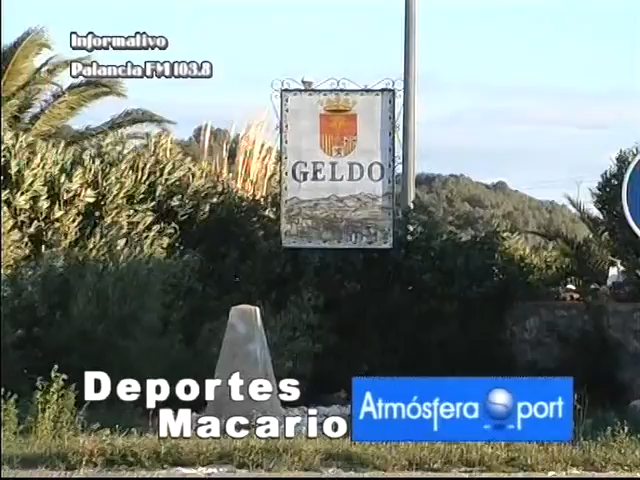 Informativo
Palancia FM 103.8
GELDO
Deportes
Macario
Atmósfera Sport